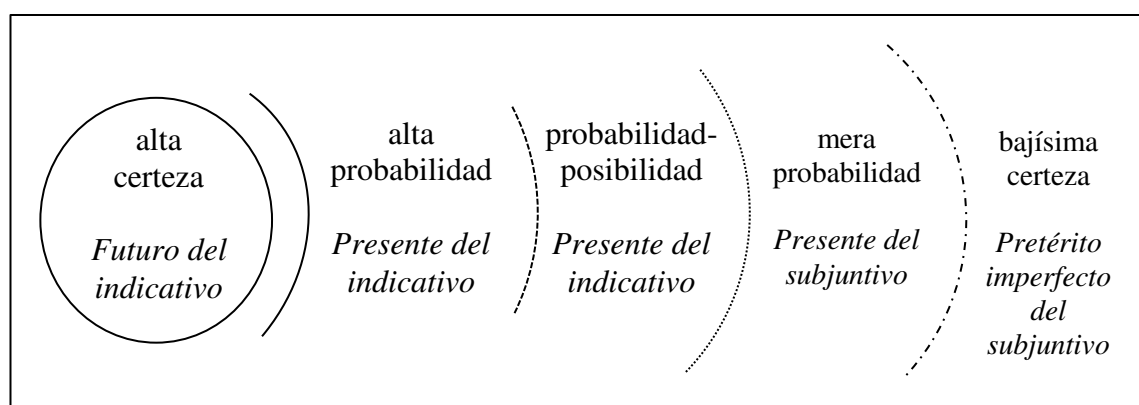 alta
certeza
Futuro del
indicativo
alta
probabilidad
Presente del
indicativo
probabilidad-
posibilidad
Presente del
indicativo
mera
probabilidad
Presente del
subjuntivo
bajísima
certeza
Pretérito
imperfecto
del
subjuntivo